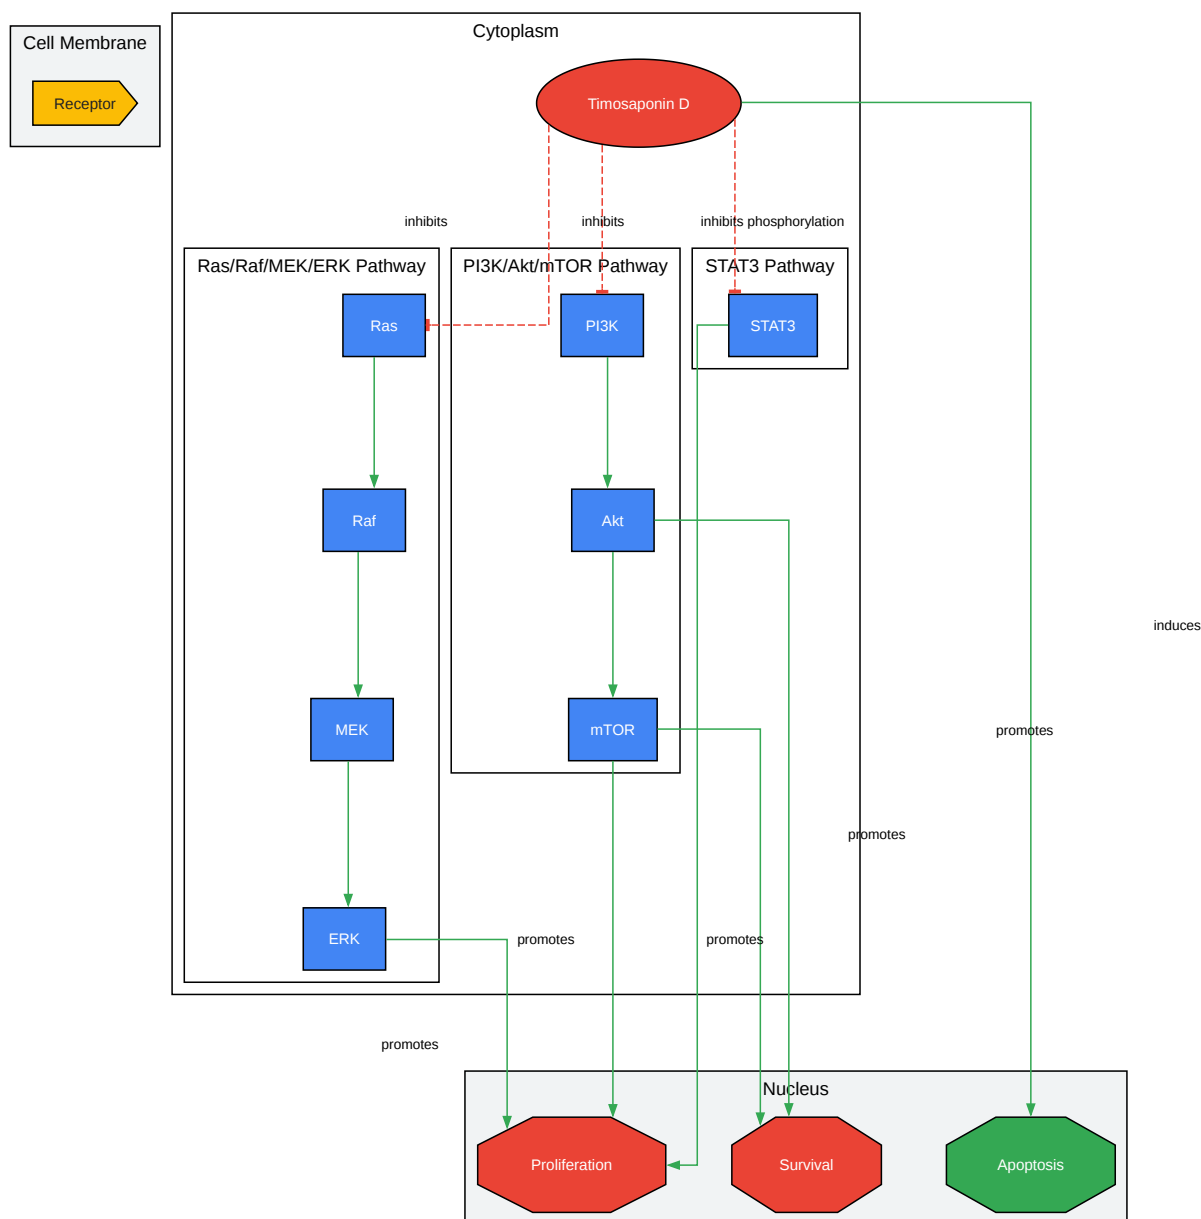 Cytoplasm
Cell Membrane
Receptor
Timosaponin D
inhibits
inhibits
inhibits phosphorylation
Ras/Raf/MEK/ERK Pathway
PI3K/Akt/mTOR Pathway
STAT3 Pathway
Ras
PI3K
STAT3
Raf
Akt
induces
MEK
mTOR
promotes
promotes
ERK
promotes
promotes
promotes
Nucleus
Proliferation
Survival
Apoptosis